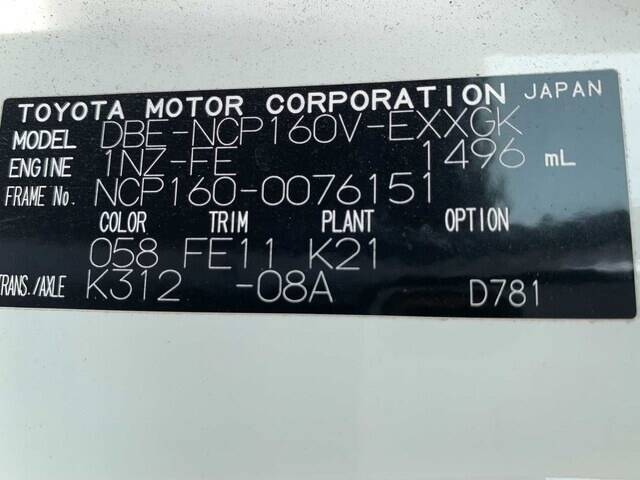 TOYOTA MOTOR CORPORATION JAPAN
MODEL DBE-NCP160V-EXXGK
ENGINE 1NZ-FE 1496 mL
FRAME No. NCP160-0076151
COLOR TRIM PLANT OPTION
058 FE11 K21
TRANS./AXLE K312 -08A D781